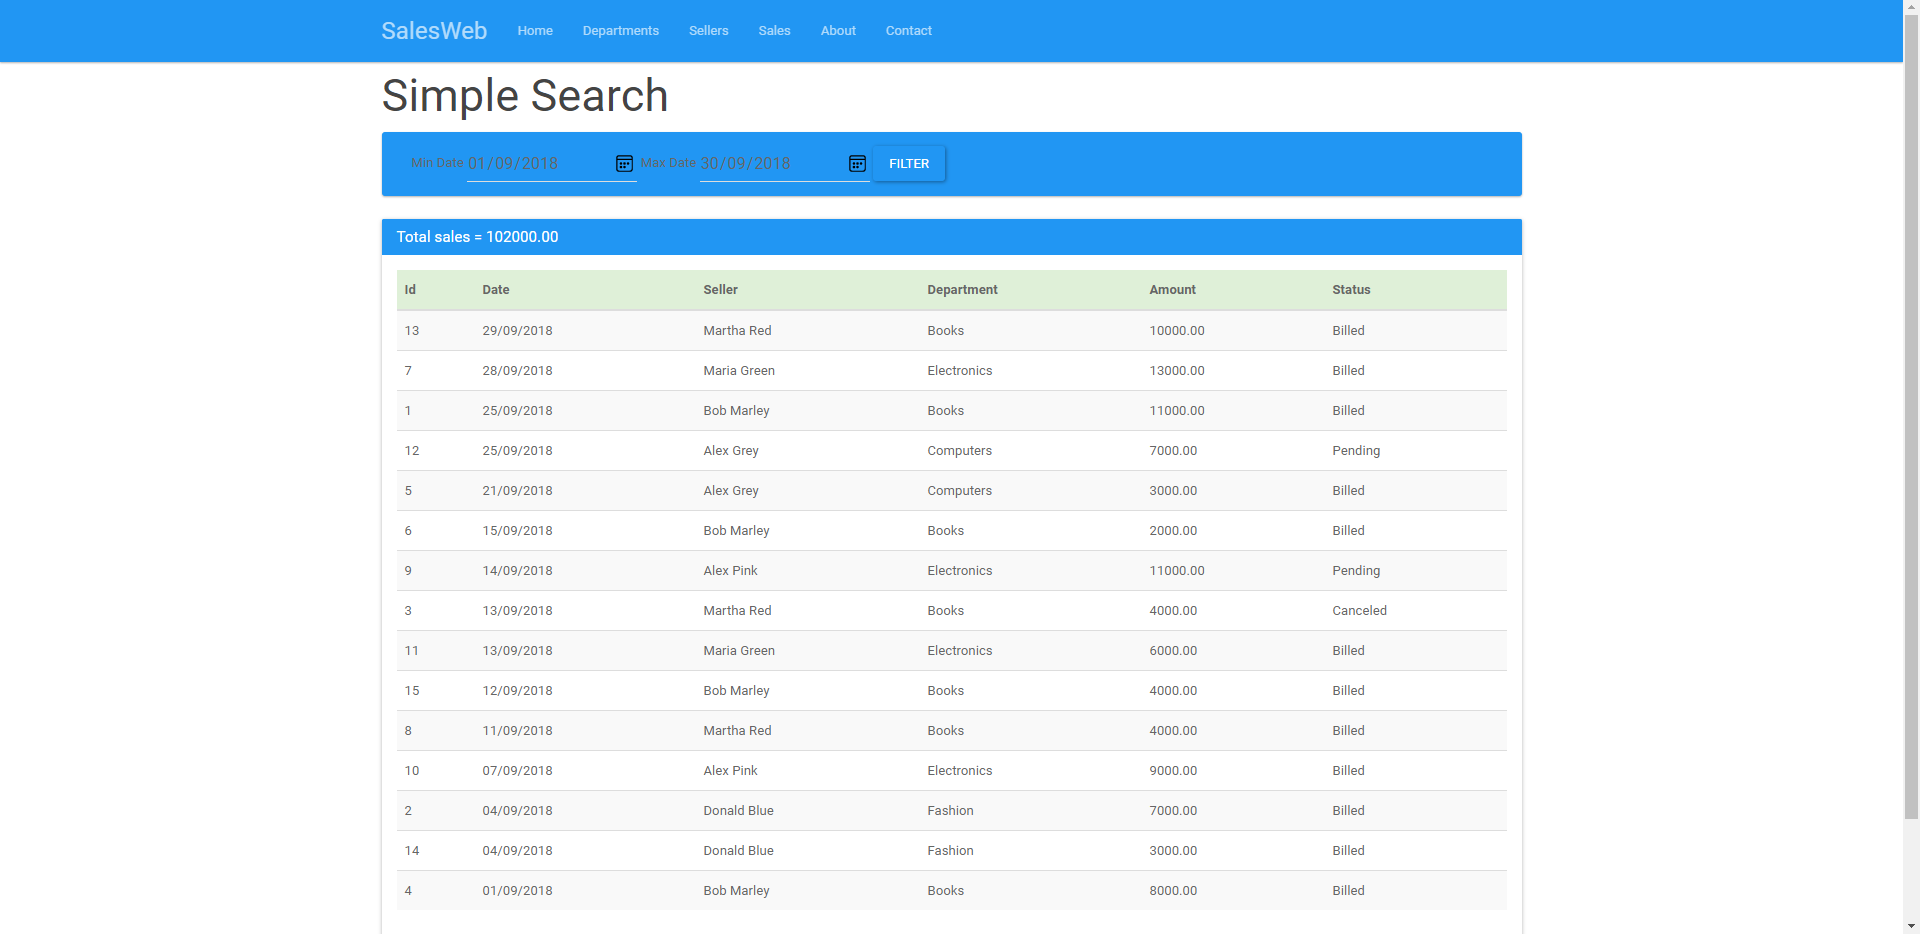 SalesWeb Home Departments Sellers Sales About Contact
Simple Search
Min Date 01/09/2018 Max Date 30/09/2018 FILTER
Total sales = 102000.00
Id Date Seller Department Amount Status
13 29/09/2018 Martha Red Books 10000.00 Billed
7 28/09/2018 Maria Green Electronics 13000.00 Billed
1 25/09/2018 Bob Marley Books 11000.00 Billed
12 25/09/2018 Alex Grey Computers 7000.00 Pending
5 21/09/2018 Alex Grey Computers 3000.00 Billed
6 15/09/2018 Bob Marley Books 2000.00 Billed
9 14/09/2018 Alex Pink Electronics 11000.00 Pending
3 13/09/2018 Martha Red Books 4000.00 Canceled
11 13/09/2018 Maria Green Electronics 6000.00 Billed
15 12/09/2018 Bob Marley Books 4000.00 Billed
8 11/09/2018 Martha Red Books 4000.00 Billed
10 07/09/2018 Alex Pink Electronics 9000.00 Billed
2 04/09/2018 Donald Blue Fashion 7000.00 Billed
14 04/09/2018 Donald Blue Fashion 3000.00 Billed
4 01/09/2018 Bob Marley Books 8000.00 Billed